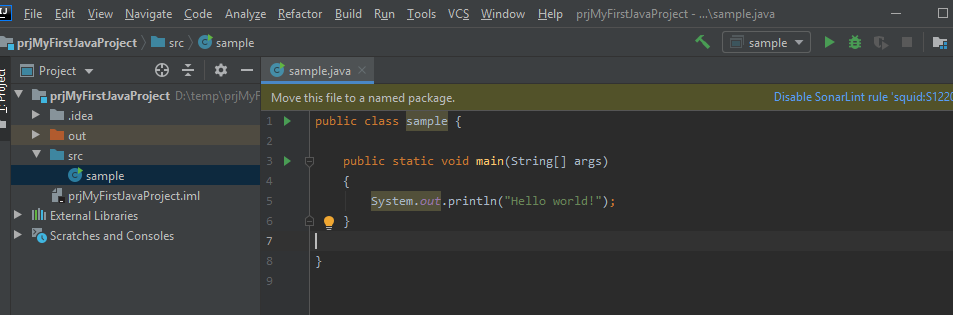 IJ File Edit View Navigate Code Analyze Refactor Build Run Tools VCS Window Help prjMyFirstJavaProject - ...\sample.java
prjMyFirstJavaProject src sample sample
1: Project
Project
sample.java
prjMyFirstJavaProject D:\temp\prjMyF
.idea
out
src
sample
prjMyFirstJavaProject.iml
External Libraries
Scratches and Consoles
Move this file to a named package. Disable SonarLint rule 'squid:S1220
1 public class sample {
2
3 public static void main(String[] args)
4 {
5 System.out.println("Hello world!");
6 }
7
8 }
9